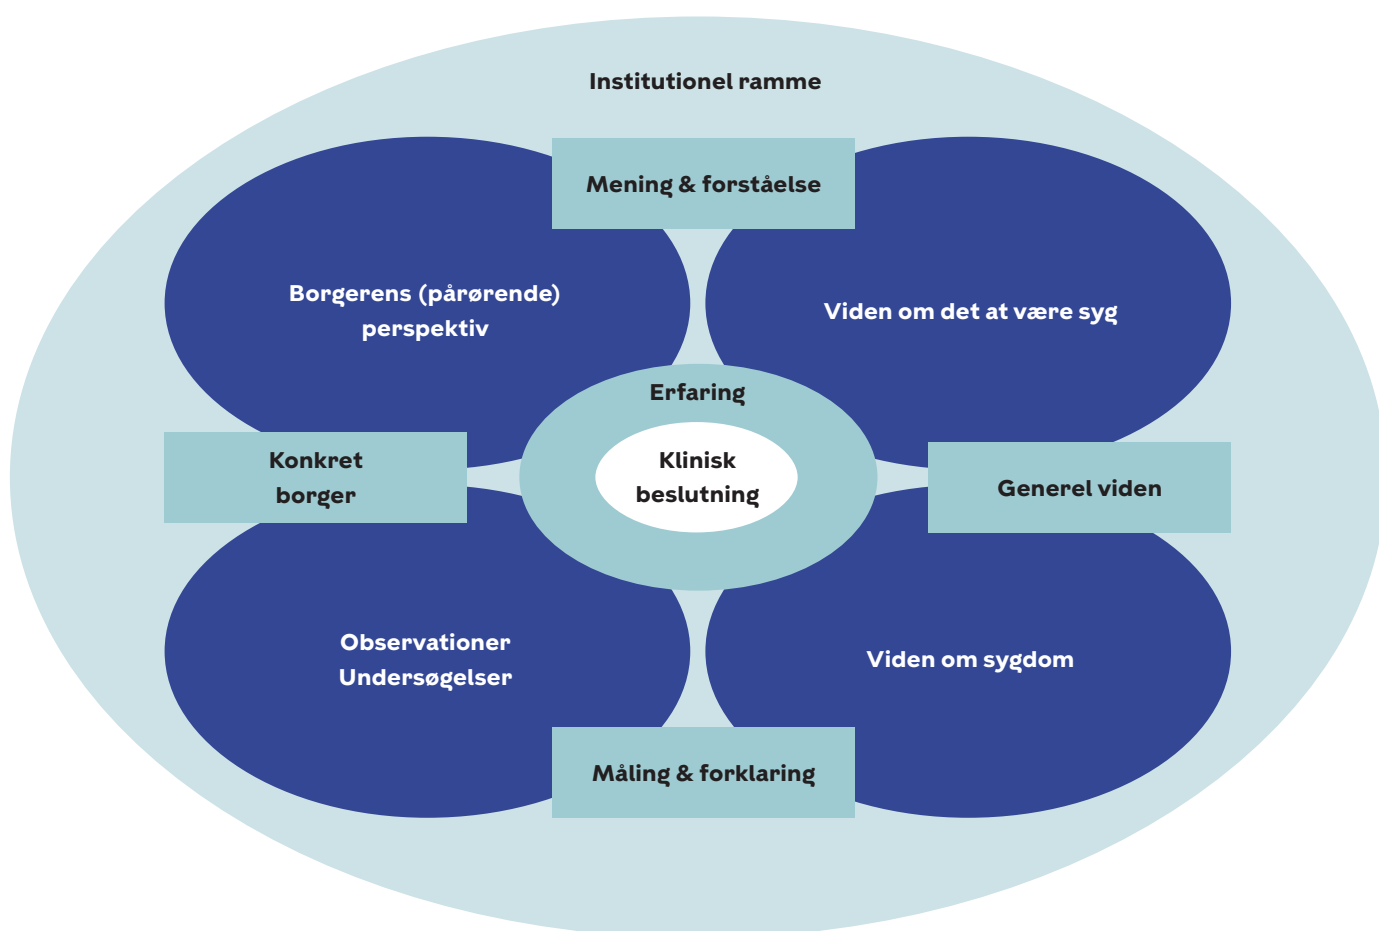 Institutionel ramme
Mening & forståelse
Borgerens (pårørende)
perspektiv
Viden om det at være syg
Erfaring
Klinisk
beslutning
Konkret
borger
Generel viden
Observationer
Undersøgelser
Viden om sygdom
Måling & forklaring